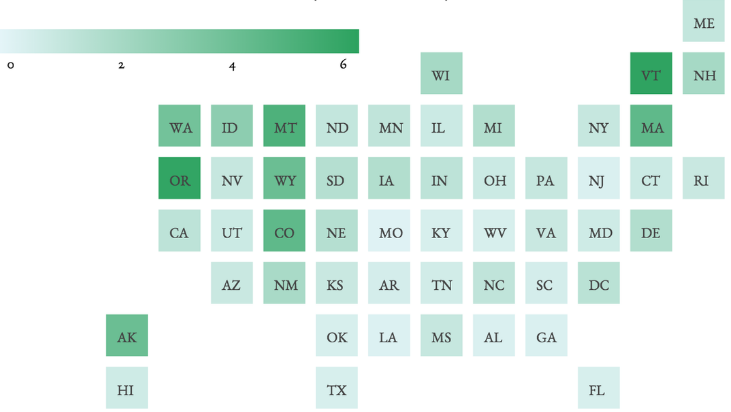 ME
0 2 4 6
WI VT NH
WA ID MT ND MN IL MI NY MA
OR NV WY SD IA IN OH PA NJ CT RI
CA UT CO NE MO KY WV VA MD DE
AZ NM KS AR TN NC SC DC
AK OK LA MS AL GA
HI TX FL